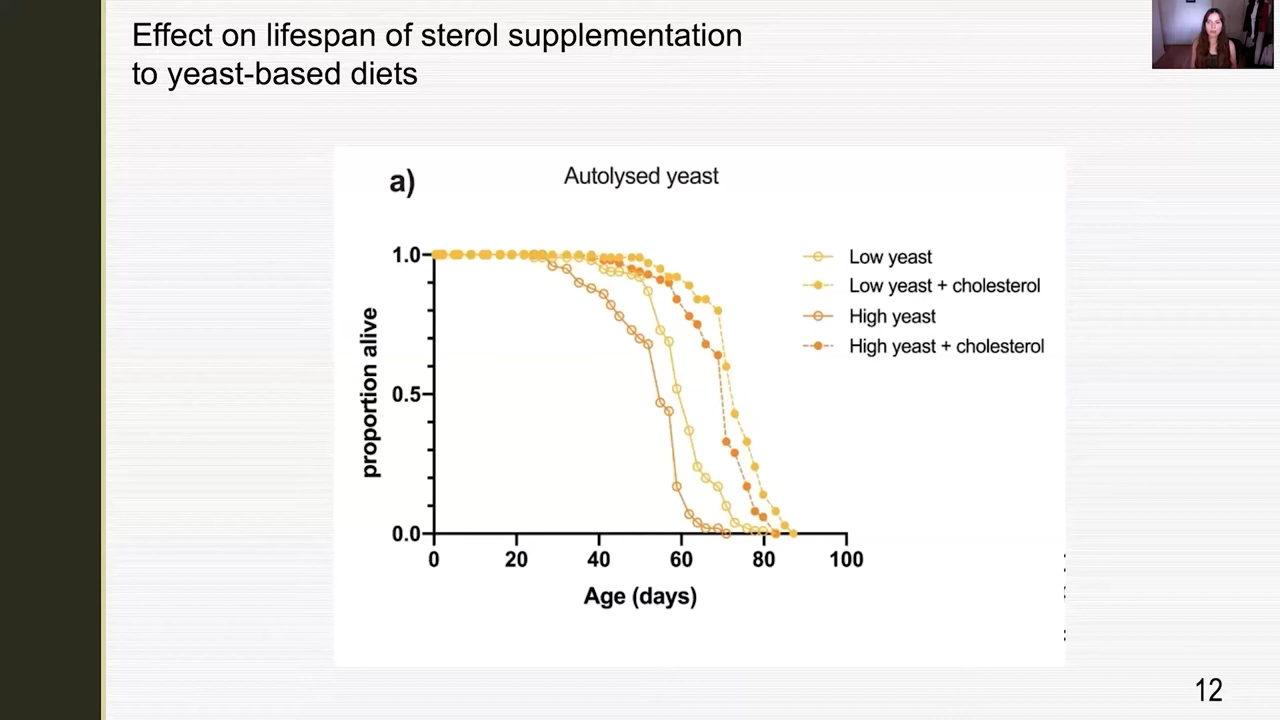 Effect on lifespan of sterol supplementation
to yeast-based diets
a)
Autolysed yeast
1.0
0.5
0.0
proportion alive
0 20 40 60 80 100
Age (days)
Low yeast
Low yeast + cholesterol
High yeast
High yeast + cholesterol
12